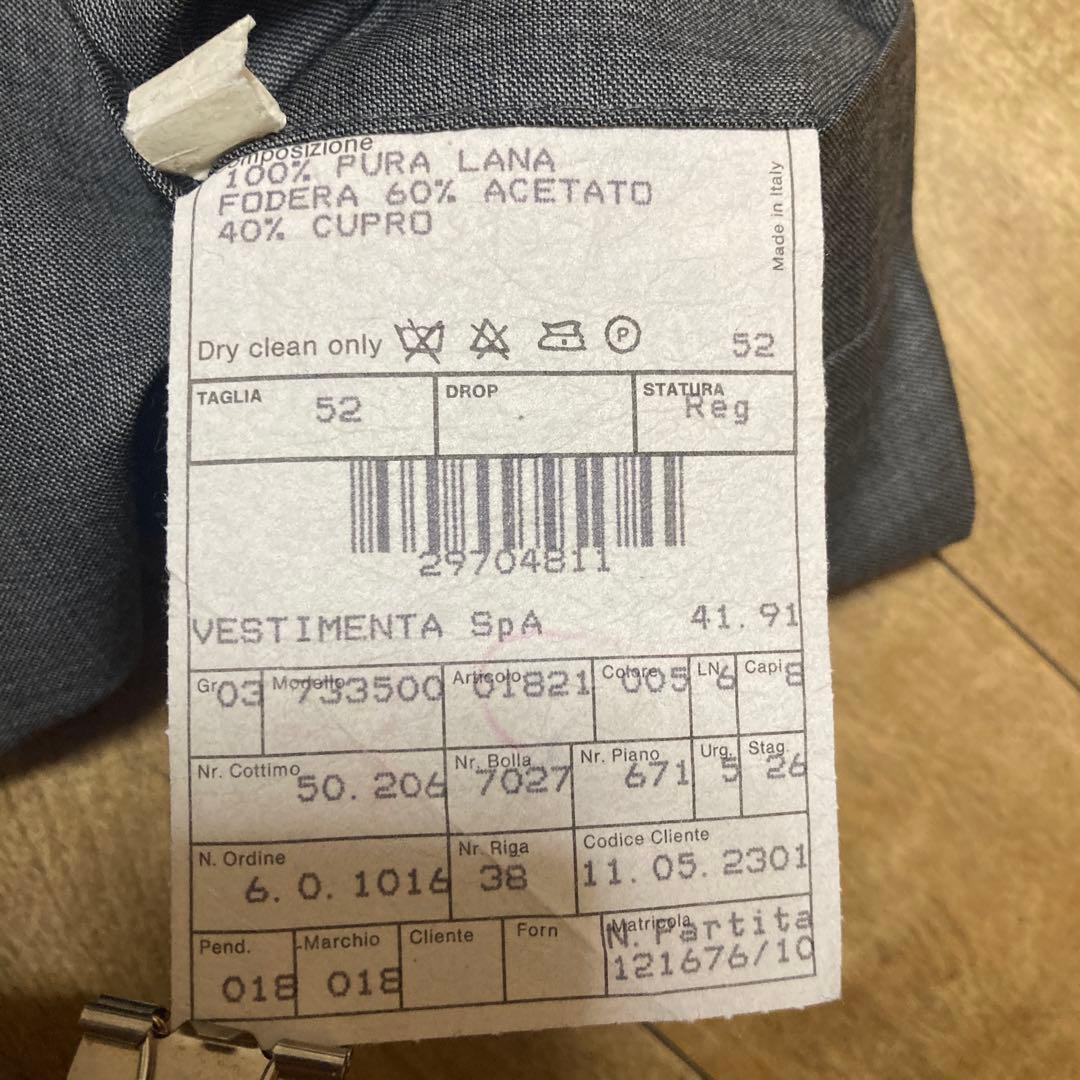 Composizione
100% PURA LANA
FODERA 60% ACETATO
40% CUPRO
Made in Italy
Dry clean only P 52
TAGLIA 52 DROP . STATURA Reg
29704811
VESTIMENTA SpA 41.91
Gr 03 Modello 733500 Articolo 01821 Colore 005 LN 6 Capi 8
Nr. Cottimo 50.206 Nr. Bolla 7027 Nr. Piano 671 Urg. 5 Stag. 26
N. Ordine 6.0.1016 Nr. Riga 38 Codice Cliente 11.05.2301
Pend. 018 Marchio 018 Cliente Forn Matricola N. Partita
121676/10